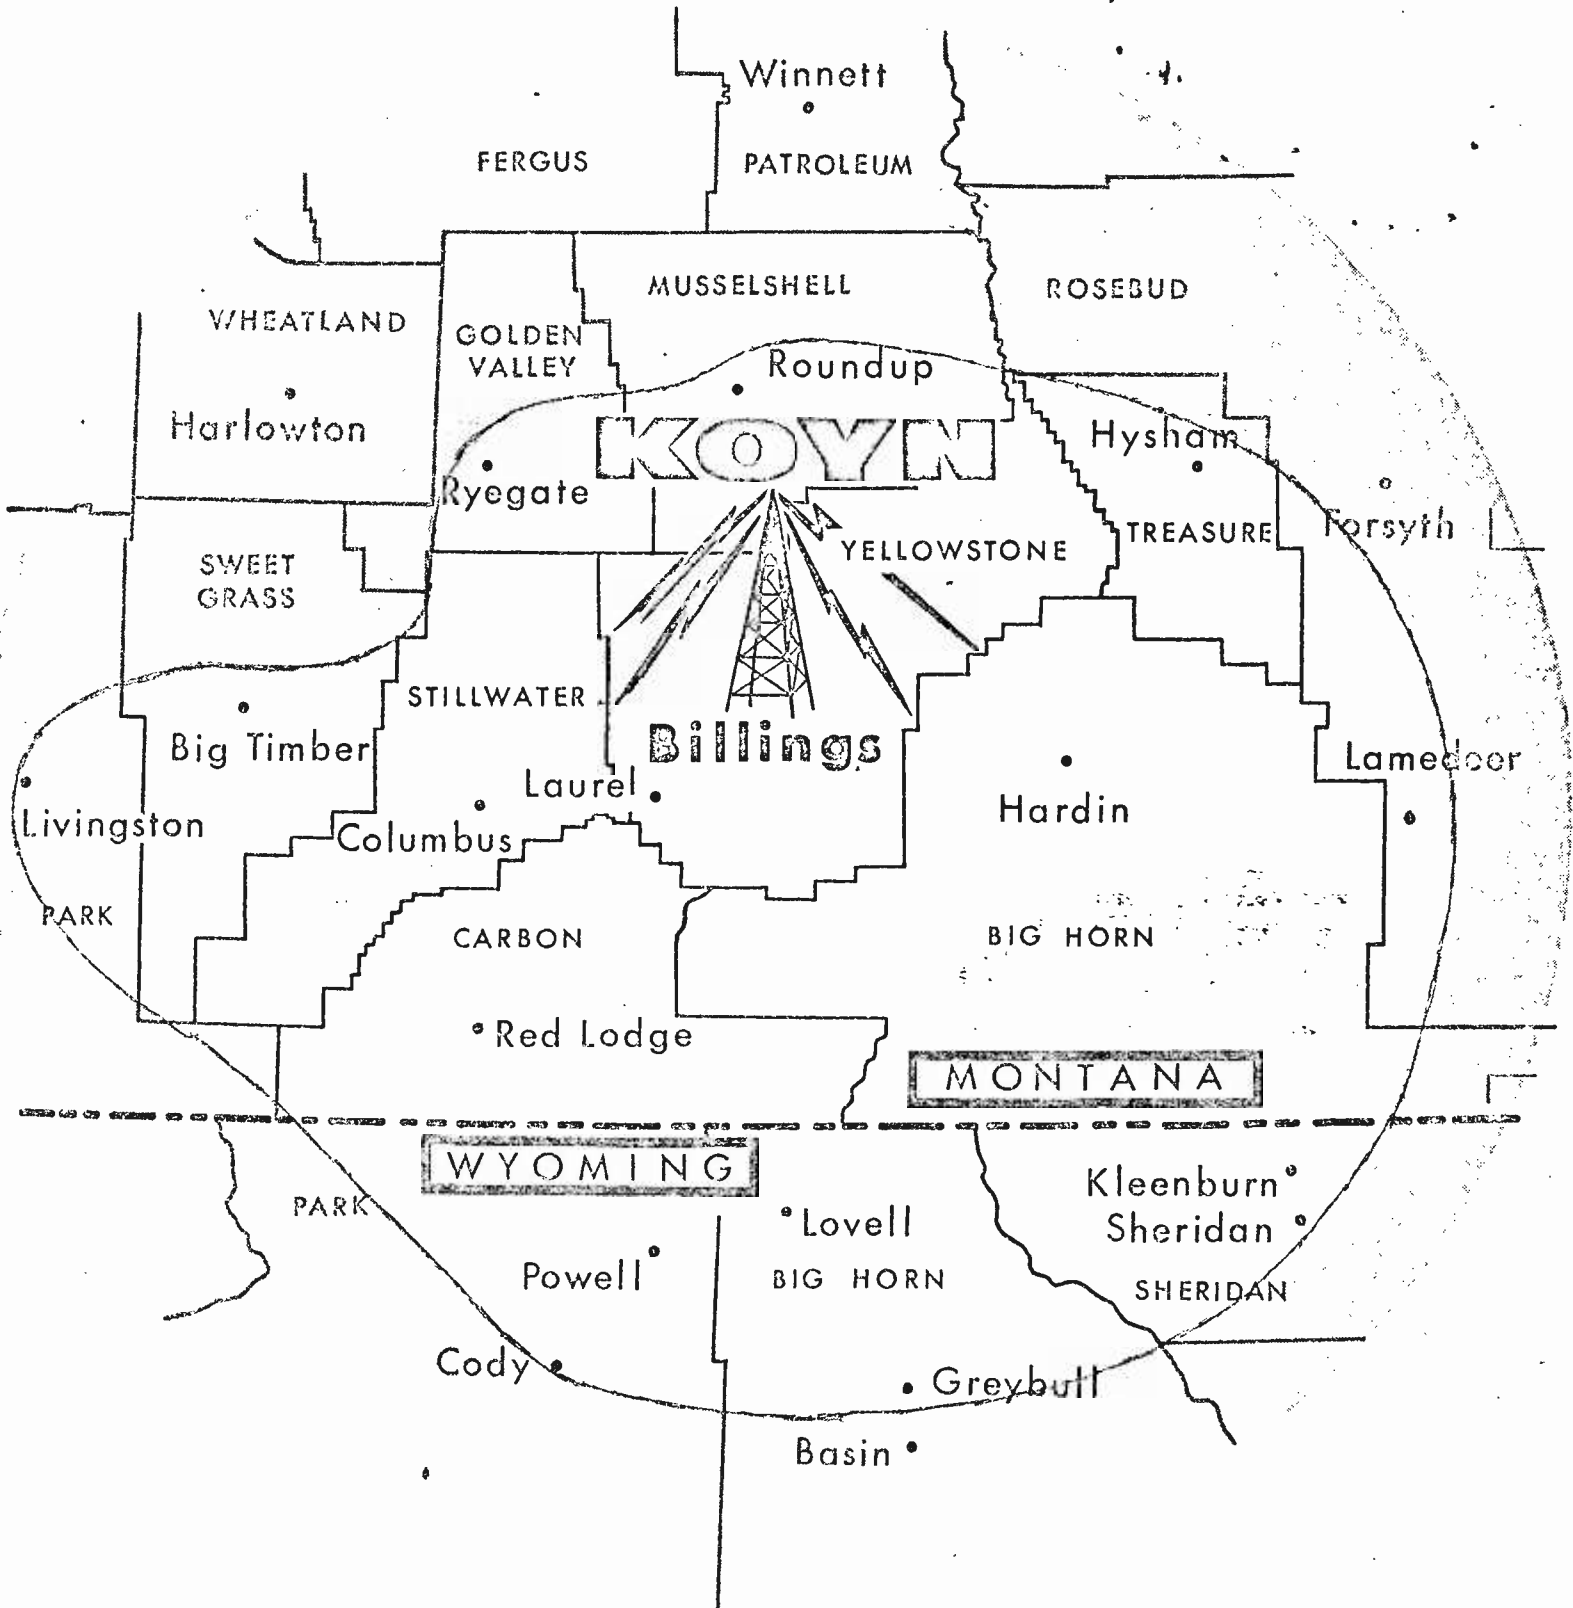 Winnett
FERGUS
PATROLEUM
MUSSELSHELL
ROSEBUD
WHEATLAND
GOLDEN
VALLEY
Roundup
Harlowton
KOYN
Hysham
Ryegate
Forsyth
TREASURE
YELLOWSTONE
SWEET
GRASS
STILLWATER
Big Timber
Billings
Lamedeer
Laurel
Hardin
Livingston
Columbus
PARK
CARBON
BIG HORN
Red Lodge
MONTANA
WYOMING
Kleenburn
PARK
Lovell
Sheridan
Powell
BIG HORN
SHERIDAN
Cody
Greybull
Basin